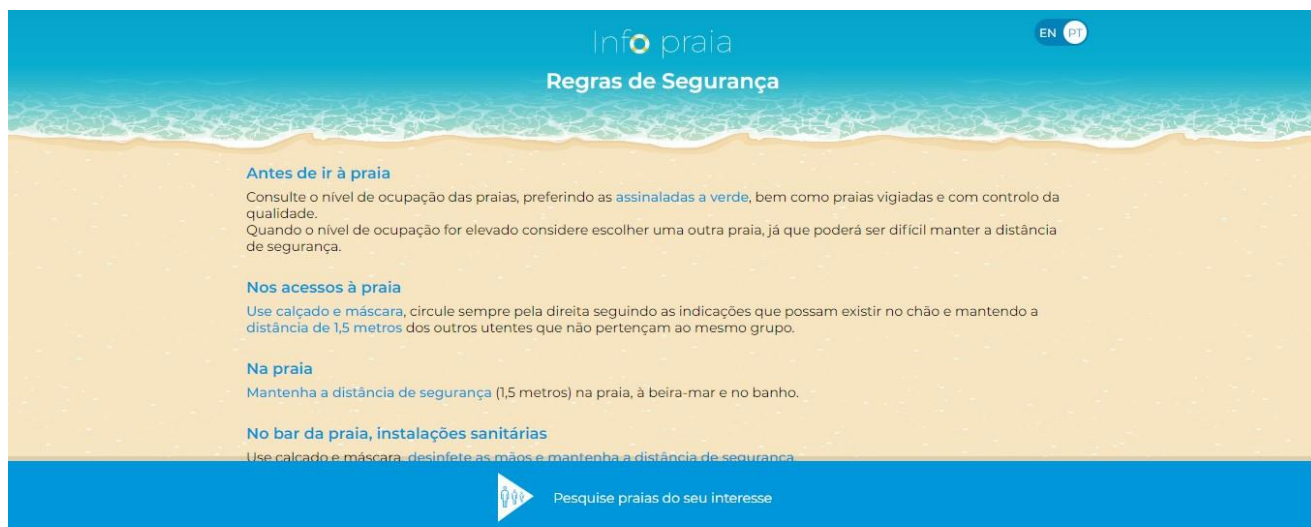 Info praia
EN PT
Regras de Segurança
Antes de ir à praia
Consulte o nível de ocupação das praias, preferindo as assinaladas a verde, bem como praias vigiadas e com controlo da
qualidade.
Quando o nível de ocupação for elevado considere escolher uma outra praia, já que poderá ser difícil manter a distância
de segurança.
Nos acessos à praia
Use calçado e máscara, circule sempre pela direita seguindo as indicações que possam existir no chão e mantendo a
distância de 1,5 metros dos outros utentes que não pertençam ao mesmo grupo.
Na praia
Mantenha a distância de segurança (1,5 metros) na praia, à beira-mar e no banho.
No bar da praia, instalações sanitárias
Use calçado e máscara, desinfete as mãos e mantenha a distância de segurança.
Pesquise praias do seu interesse